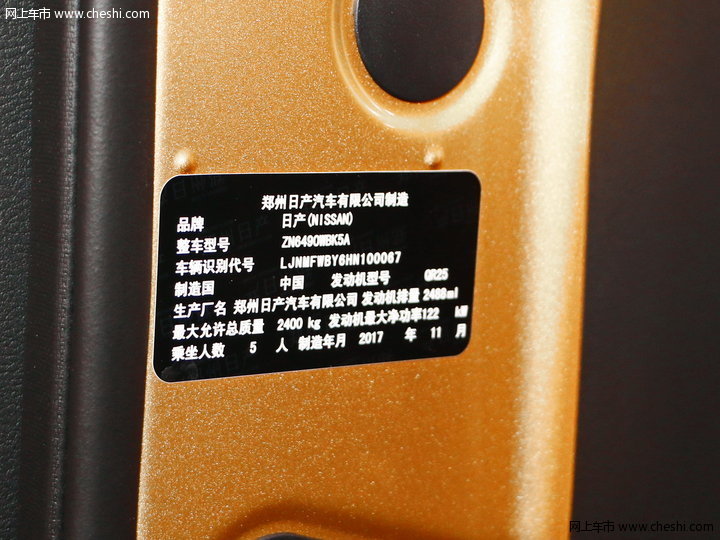 网上车市 www.cheshi.com
郑州日产汽车有限公司制造
品牌 日产(NISSAN)
整车型号 ZN6490WBK5A
车辆识别代号 LJNMFWBY6HN100067
制造国 中国 发动机型号 QR25
生产厂名 郑州日产汽车有限公司 发动机排量 2488ml
最大允许总质量 2400 kg 发动机最大净功率122 kW
乘坐人数 5 人 制造年月 2017 年 11 月
网上车市 www.cheshi.com